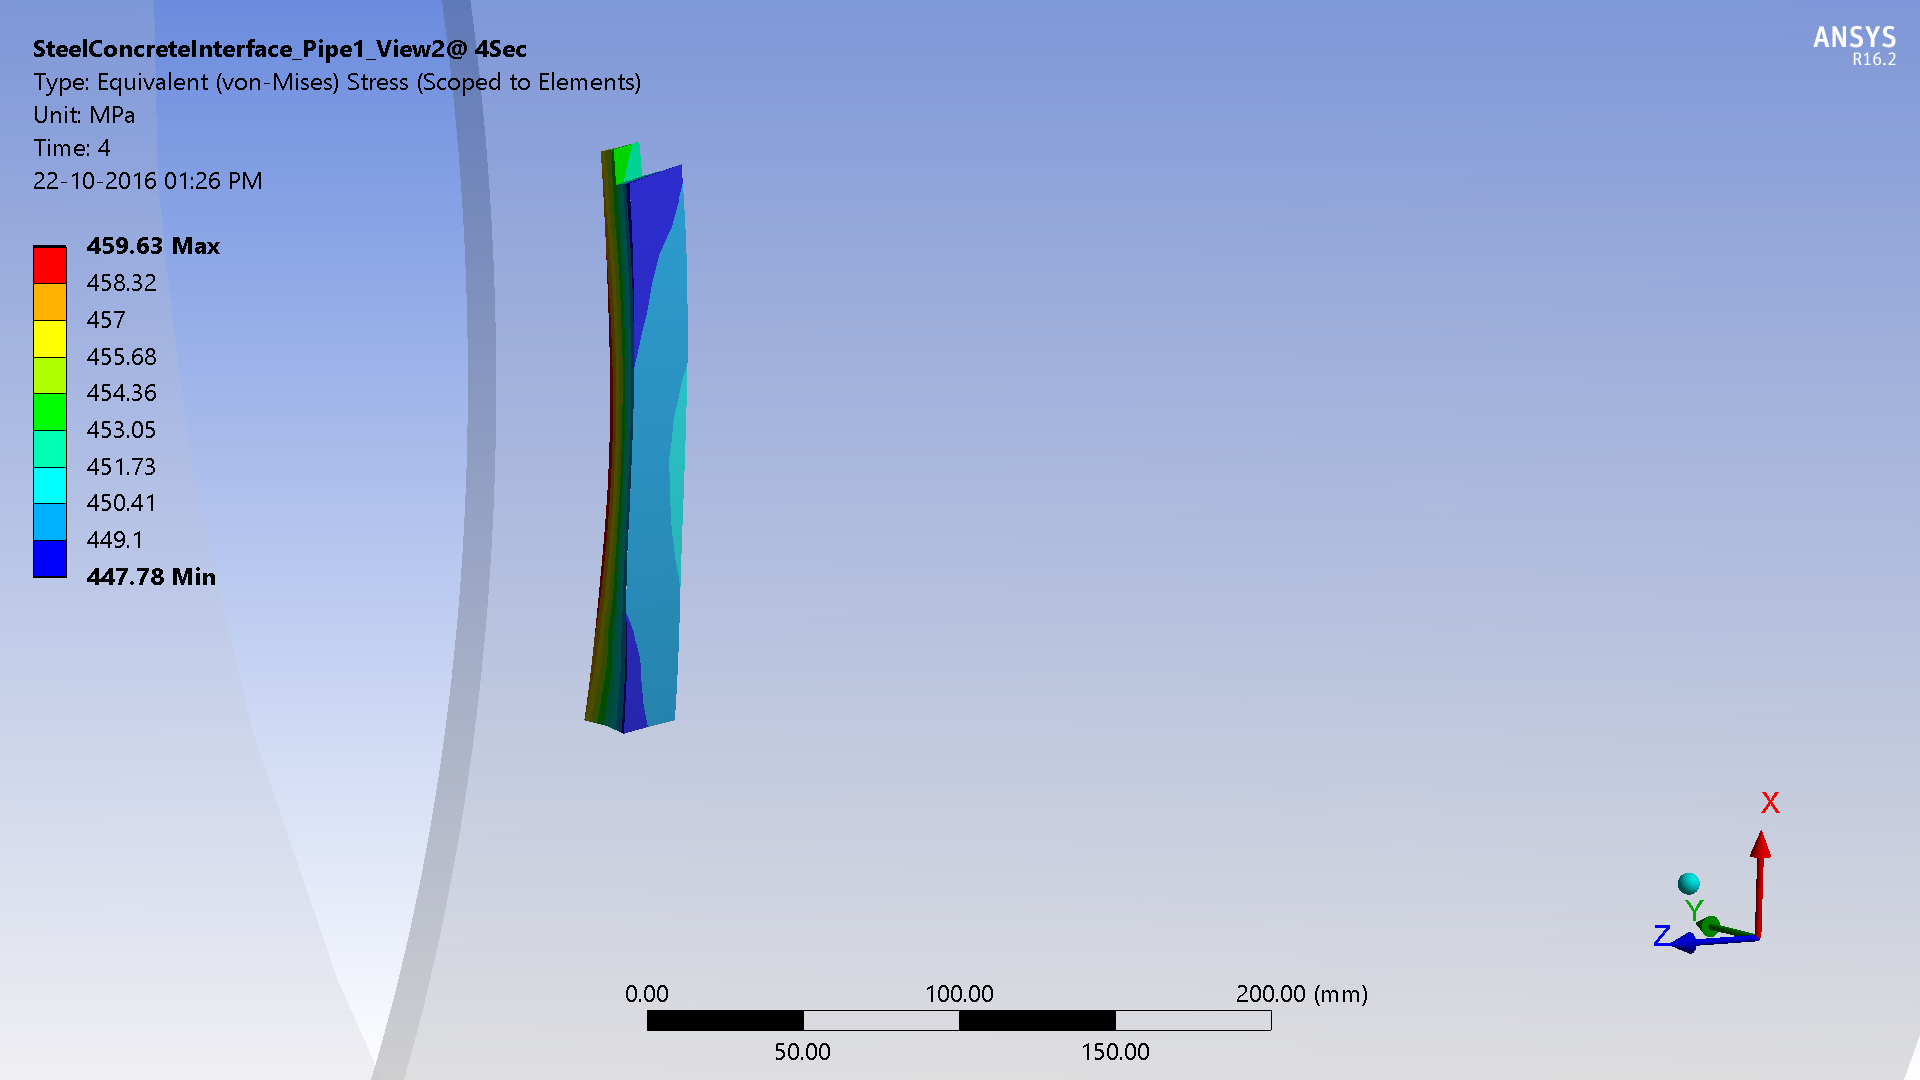 SteelConcreteInterface_Pipe1_View2@ 4Sec
Type: Equivalent (von-Mises) Stress (Scoped to Elements)
Unit: MPa
Time: 4
22-10-2016 01:26 PM
ANSYS
R16.2
459.63 Max
458.32
457
455.68
454.36
453.05
451.73
450.41
449.1
447.78 Min
X
Y
Z
0.00 100.00 200.00 (mm)
50.00 150.00